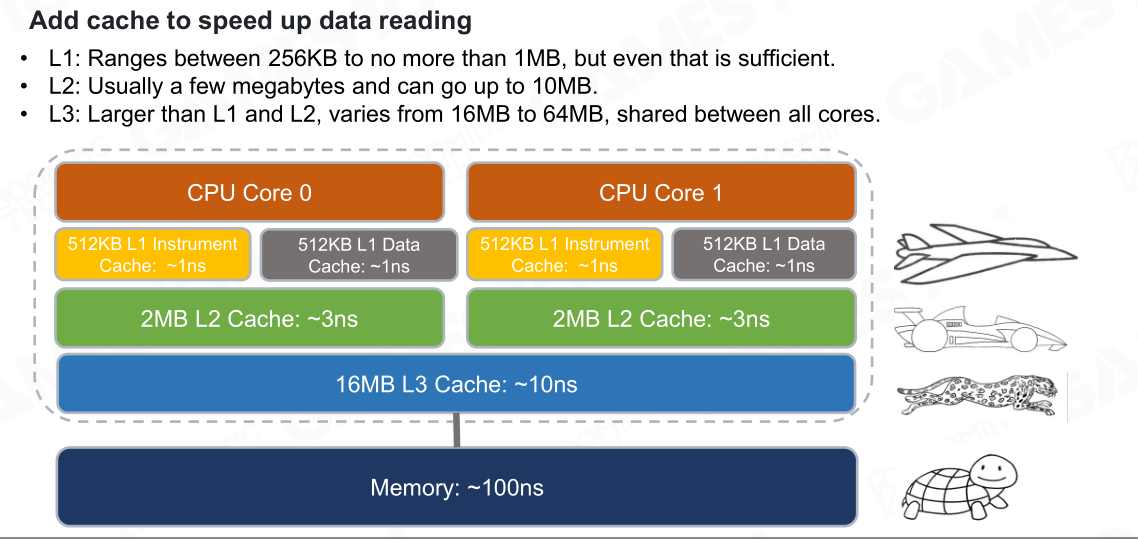 Add cache to speed up data reading
• L1: Ranges between 256KB to no more than 1MB, but even that is sufficient.
• L2: Usually a few megabytes and can go up to 10MB.
• L3: Larger than L1 and L2, varies from 16MB to 64MB, shared between all cores.
CPU Core 0
CPU Core 1
512KB L1 Instrument
Cache: ~1ns
512KB L1 Data
Cache: ~1ns
512KB L1 Instrument
Cache: ~1ns
512KB L1 Data
Cache: ~1ns
2MB L2 Cache: ~3ns
2MB L2 Cache: ~3ns
16MB L3 Cache: ~10ns
Memory: ~100ns